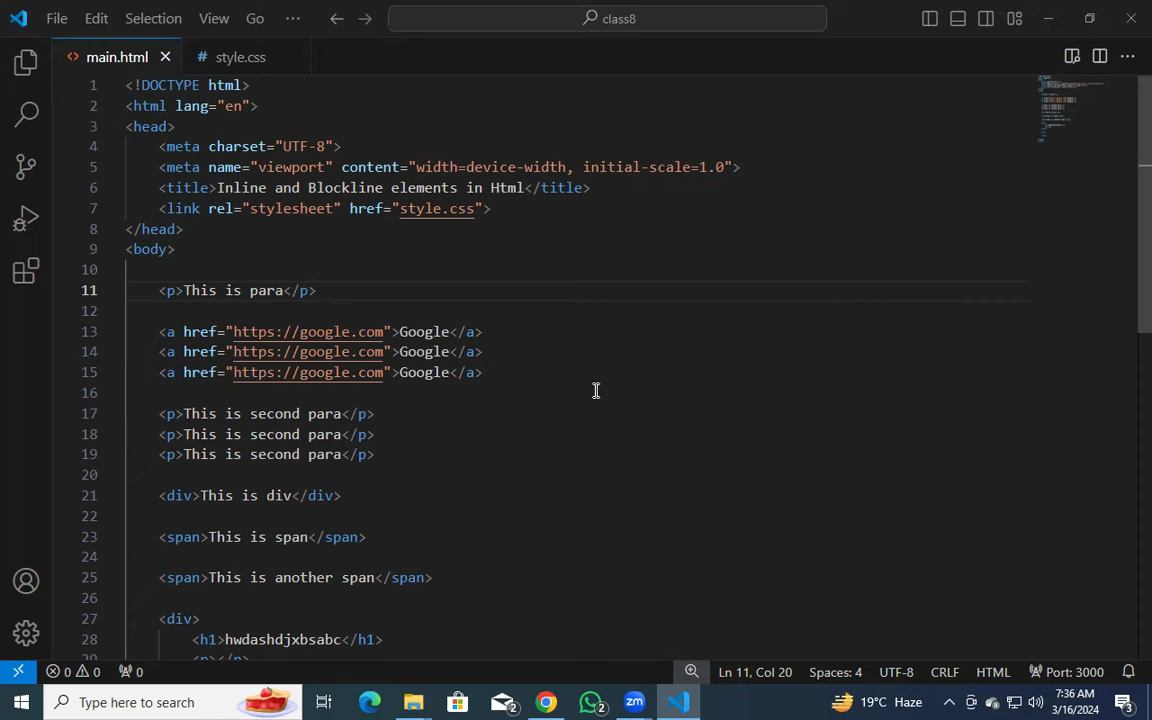 File Edit Selection View Go ··· class8
main.html style.css
1 <!DOCTYPE html>
2 <html lang="en">
3 <head>
4 <meta charset="UTF-8">
5 <meta name="viewport" content="width=device-width, initial-scale=1.0">
6 <title>Inline and Blockline elements in Html</title>
7 <link rel="stylesheet" href="style.css">
8 </head>
9 <body>
10
11 <p>This is para</p>
12
13 <a href="https://google.com">Google</a>
14 <a href="https://google.com">Google</a>
15 <a href="https://google.com">Google</a>
16
17 <p>This is second para</p>
18 <p>This is second para</p>
19 <p>This is second para</p>
20
21 <div>This is div</div>
22
23 <span>This is span</span>
24
25 <span>This is another span</span>
26
27 <div>
28 <h1>hwdashdjxbsabc</h1>
29 <p></p>
0 0 0 Ln 11, Col 20 Spaces: 4 UTF-8 CRLF HTML Port: 3000
Type here to search 2 2 zm 19°C Haze 7:36 AM
3/16/2024 3